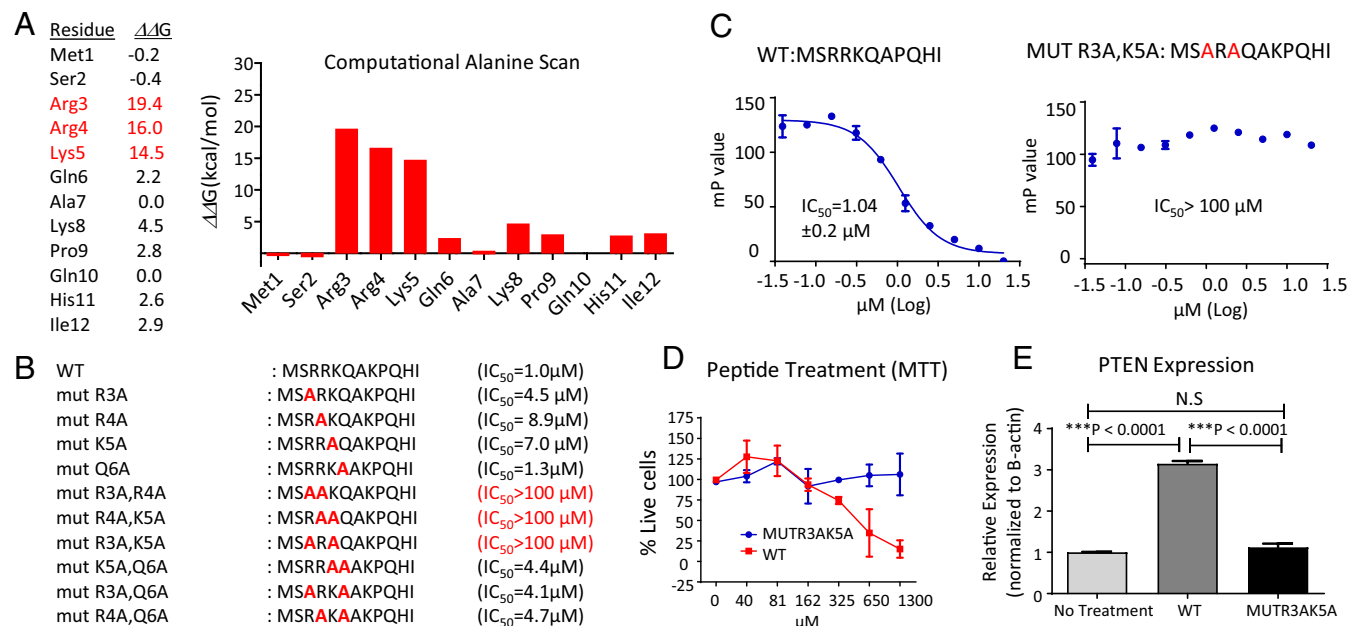 A
Residue ΔΔG
Met1 -0.2
Ser2 -0.4
Arg3 19.4
Arg4 16.0
Lys5 14.5
Gln6 2.2
Ala7 0.0
Lys8 4.5
Pro9 2.8
Gln10 0.0
His11 2.6
Ile12 2.9
Computational Alanine Scan
ΔΔG(kcal/mol)
30
25
20
15
10
5
Met1 Ser2 Arg3 Arg4 Lys5 Gln6 Ala7 Lys8 Pro9 Gln10 His11 Ile12
B
WT : MSRRKQAKPQHI (IC50=1.0μM)
mut R3A : MSARKQAKPQHI (IC50=4.5 μM)
mut R4A : MSRAKQAKPQHI (IC50= 8.9μM)
mut K5A : MSRRAQAKPQHI (IC50=7.0 μM)
mut Q6A : MSRRKAAKPQHI (IC50=1.3μM)
mut R3A,R4A : MSAAKQAKPQHI (IC50>100 μM)
mut R4A,K5A : MSRAAQAKPQHI (IC50>100 μM)
mut R3A,K5A : MSARAQAKPQHI (IC50>100 μM)
mut K5A,Q6A : MSRRAAAKPQHI (IC50=4.4μM)
mut R3A,Q6A : MSARKAAKPQHI (IC50=4.1μM)
mut R4A,Q6A : MSRAKAAKPQHI (IC50=4.7μM)
C
WT:MSRRKQAPQHI
mP value
150
100
50
0
IC50=1.04
±0.2 μM
-1.5 -1.0 -0.5 0.0 0.5 1.0 1.5
μM (Log)
MUT R3A,K5A: MSARAQAKPQHI
mP value
150
100
50
0
IC50> 100 μM
-1.5 -1.0 -0.5 0.0 0.5 1.0 1.5
μM (Log)
D
Peptide Treatment (MTT)
% Live cells
175
150
125
100
75
50
25
0
-25
MUTR3AK5A
WT
0 40 81 162 325 650 1300
μM
E
PTEN Expression
N.S
***P < 0.0001 ***P < 0.0001
Relative Expression
(normalized to B-actin)
4
3
2
1
0
No Treatment WT MUTR3AK5A